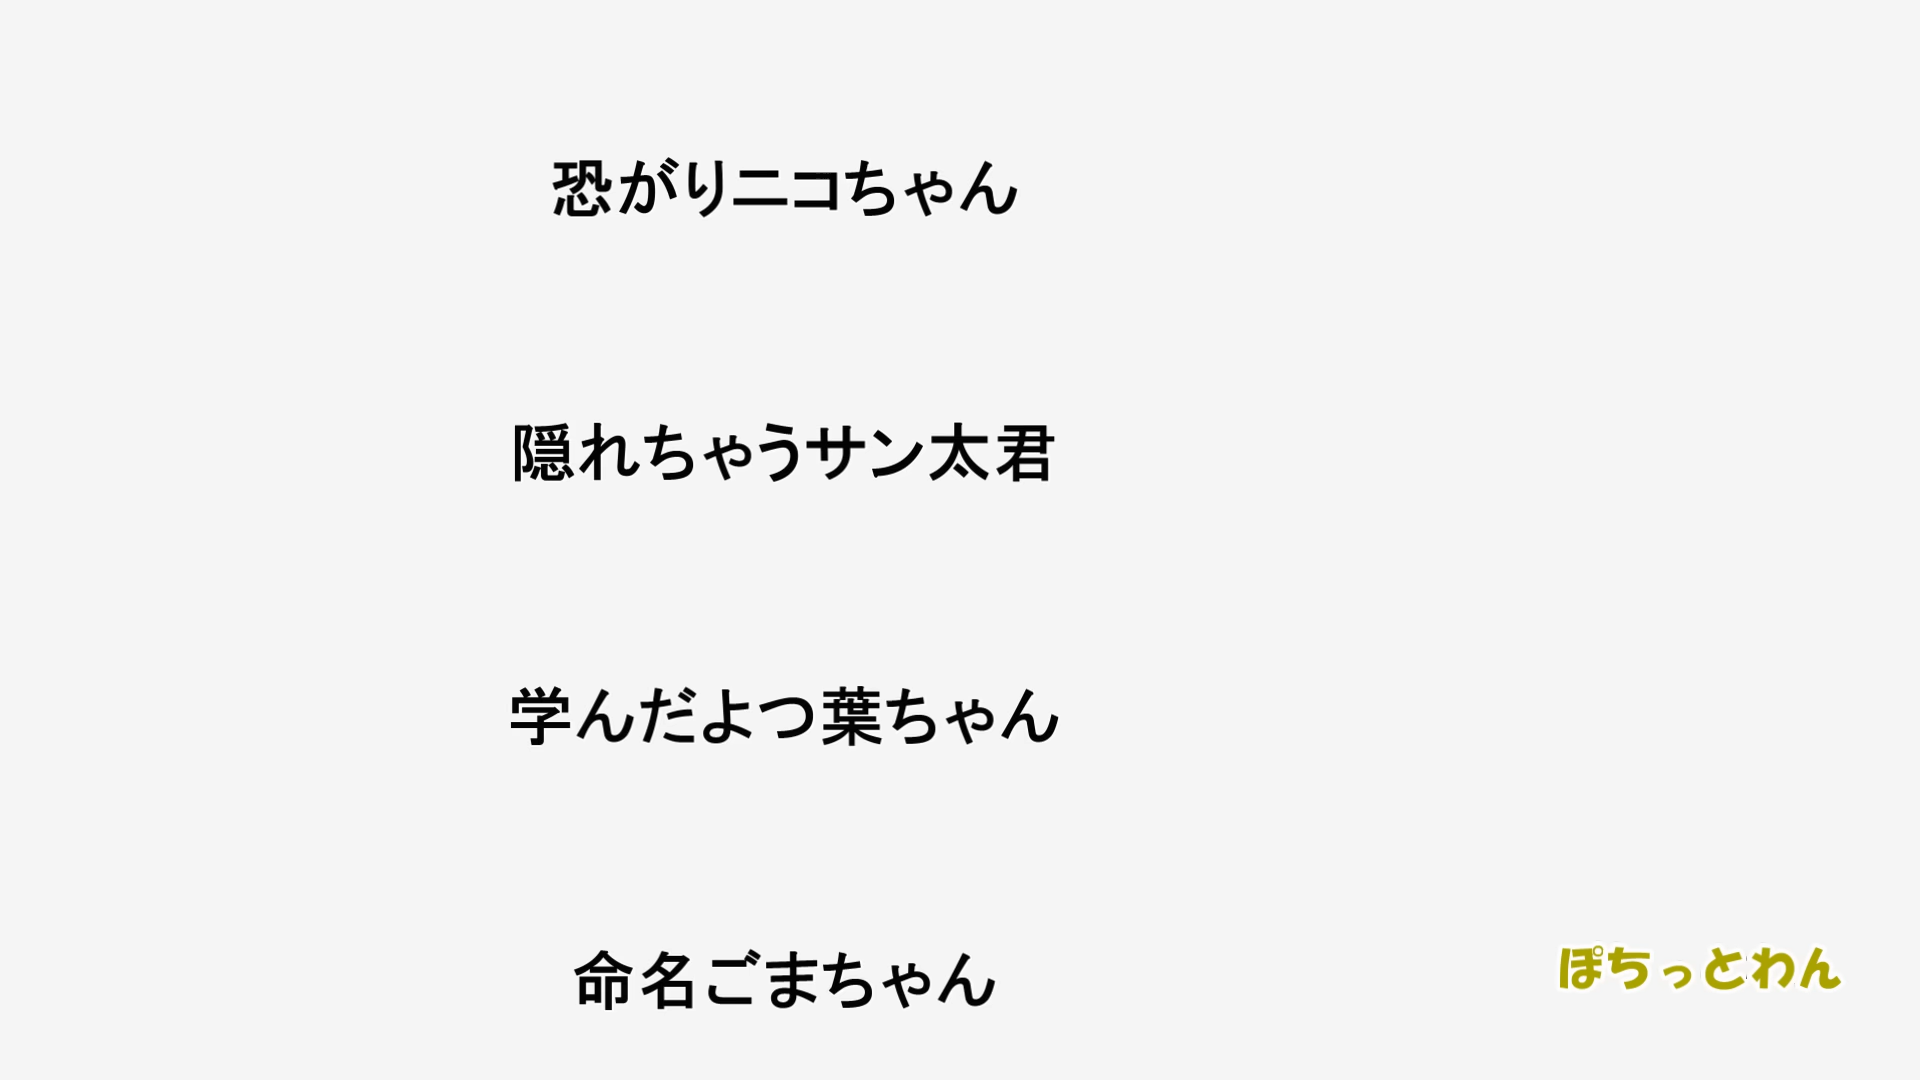 恐がりニコちゃん
隠れちゃうサン太君
学んだよつ葉ちゃん
命名ごまちゃん
ぽちっとわん